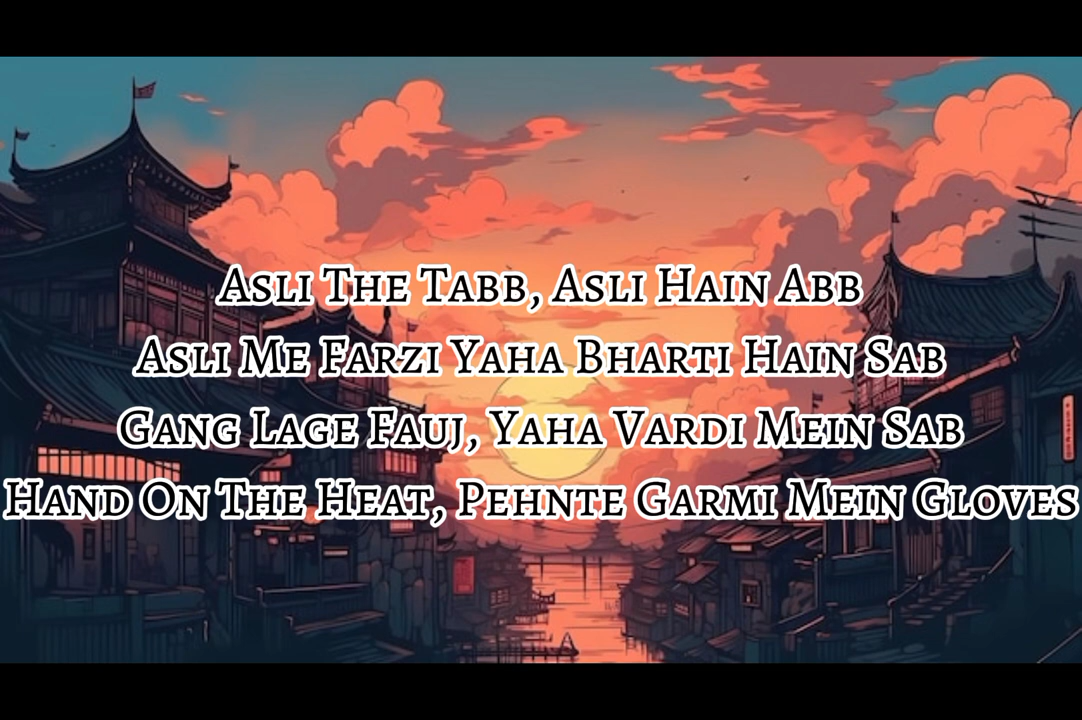 Asli The Tabb, Asli Hain Abb
Asli Me Farzi Yaha Bharti Hain Sab
Gang Lage Fauj, Yaha Vardi Mein Sab
Hand On The Heat, Pehnte Garmi Mein Gloves